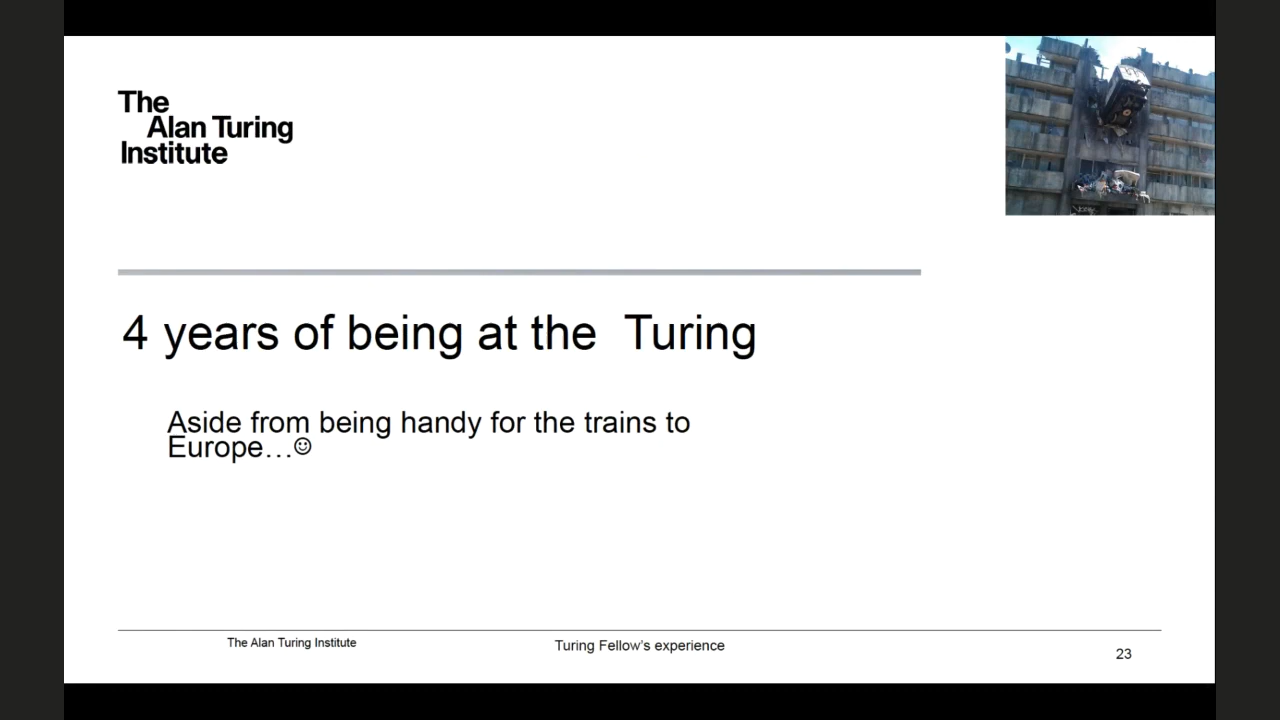 The
Alan Turing
Institute
4 years of being at the  Turing
Aside from being handy for the trains to
Europe…☺
The Alan Turing Institute
Turing Fellow's experience
23